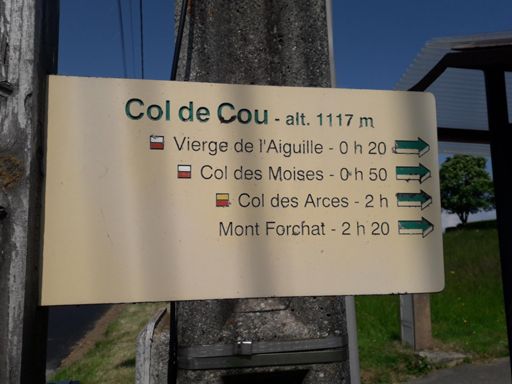 Col de Cou - alt. 1117 m
Vierge de l'Aiguille - 0 h 20
Col des Moises - 0 h 50
Col des Arces - 2 h
Mont Forchat - 2 h 20